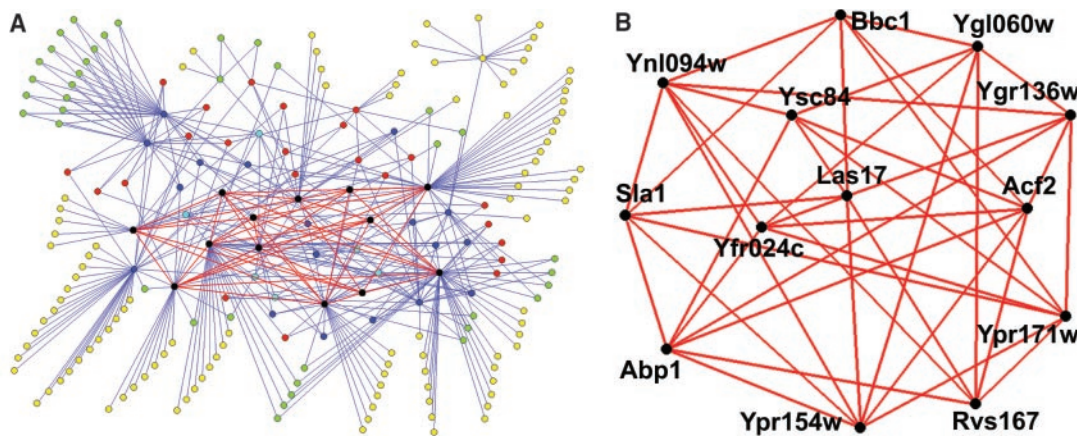 A
B
Bbc1
Ygl060w
Ynl094w
Ygr136w
Ysc84
Las17
Acf2
Sla1
Yfr024c
Ypr171w
Abp1
Rvs167
Ypr154w